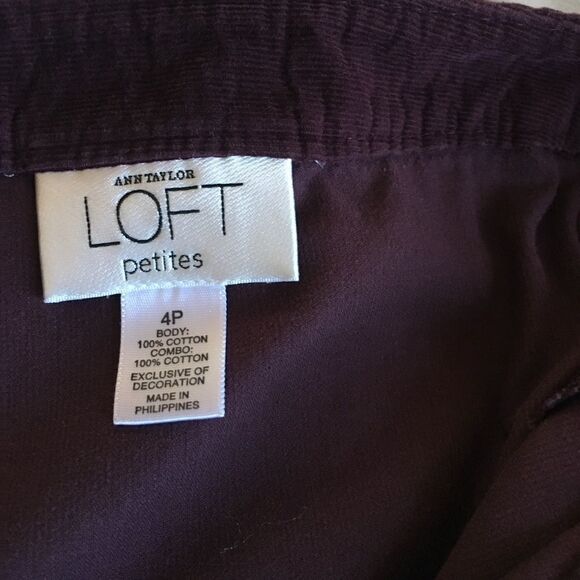 ANN TAYLOR
LOFT
petites
4P
BODY:
100% COTTON
COMBO:
100% COTTON
EXCLUSIVE OF
DECORATION
MADE IN
PHILIPPINES